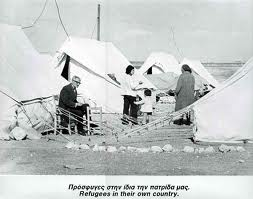 Πρόσφυγες στην ίδια την πατρίδα μας.
Refugees in their own country.